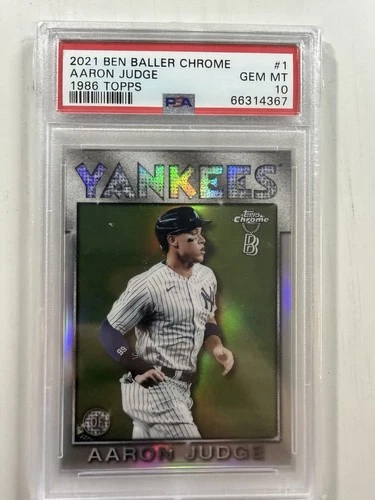 2021 BEN BALLER CHROME #1
AARON JUDGE GEM MT
1986 TOPPS 10
PSA 66314367
YANKEES
Topps
Chrome
B
NY
99
AARON JUDGE